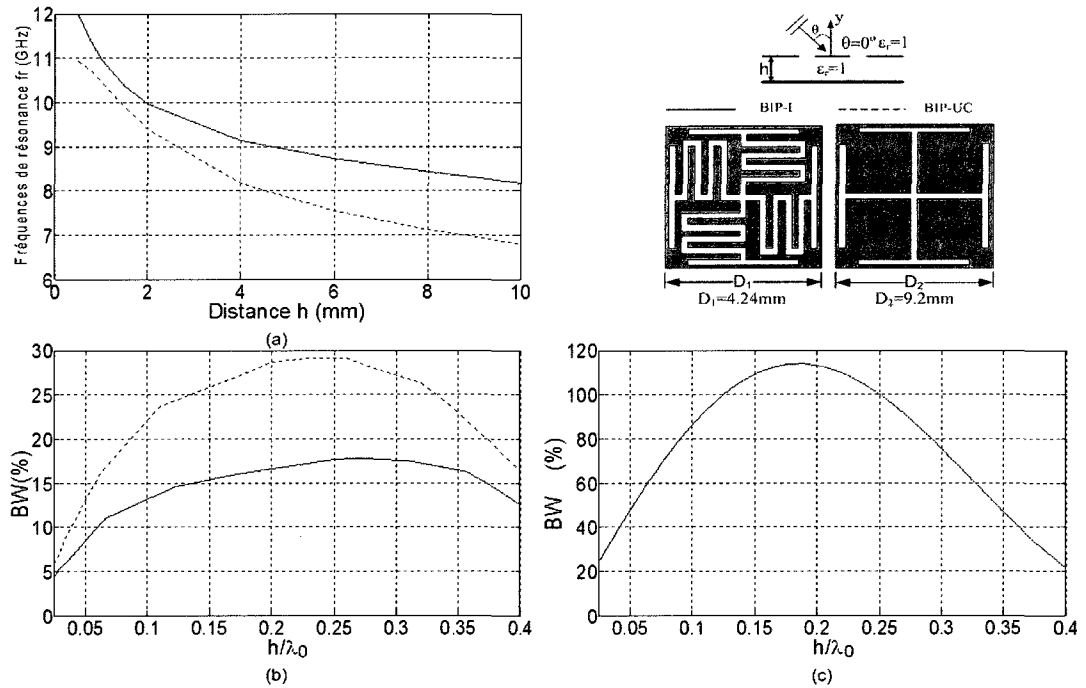 Fréquences de résonance fr (GHz)
12
11
10
9
8
7
6
0 2 4 6 8 10
Distance h (mm)
(a)
y
θ
θ=0° εr=1
h
εr=1
BIP-I
BIP-UC
D1
D1=4.24mm
D2
D2=9.2mm
BW(%)
30
25
20
15
10
5
0
0.05 0.1 0.15 0.2 0.25 0.3 0.35 0.4
h/λ0
(b)
BW (%)
120
100
80
60
40
20
0
0.05 0.1 0.15 0.2 0.25 0.3 0.35 0.4
h/λ0
(c)